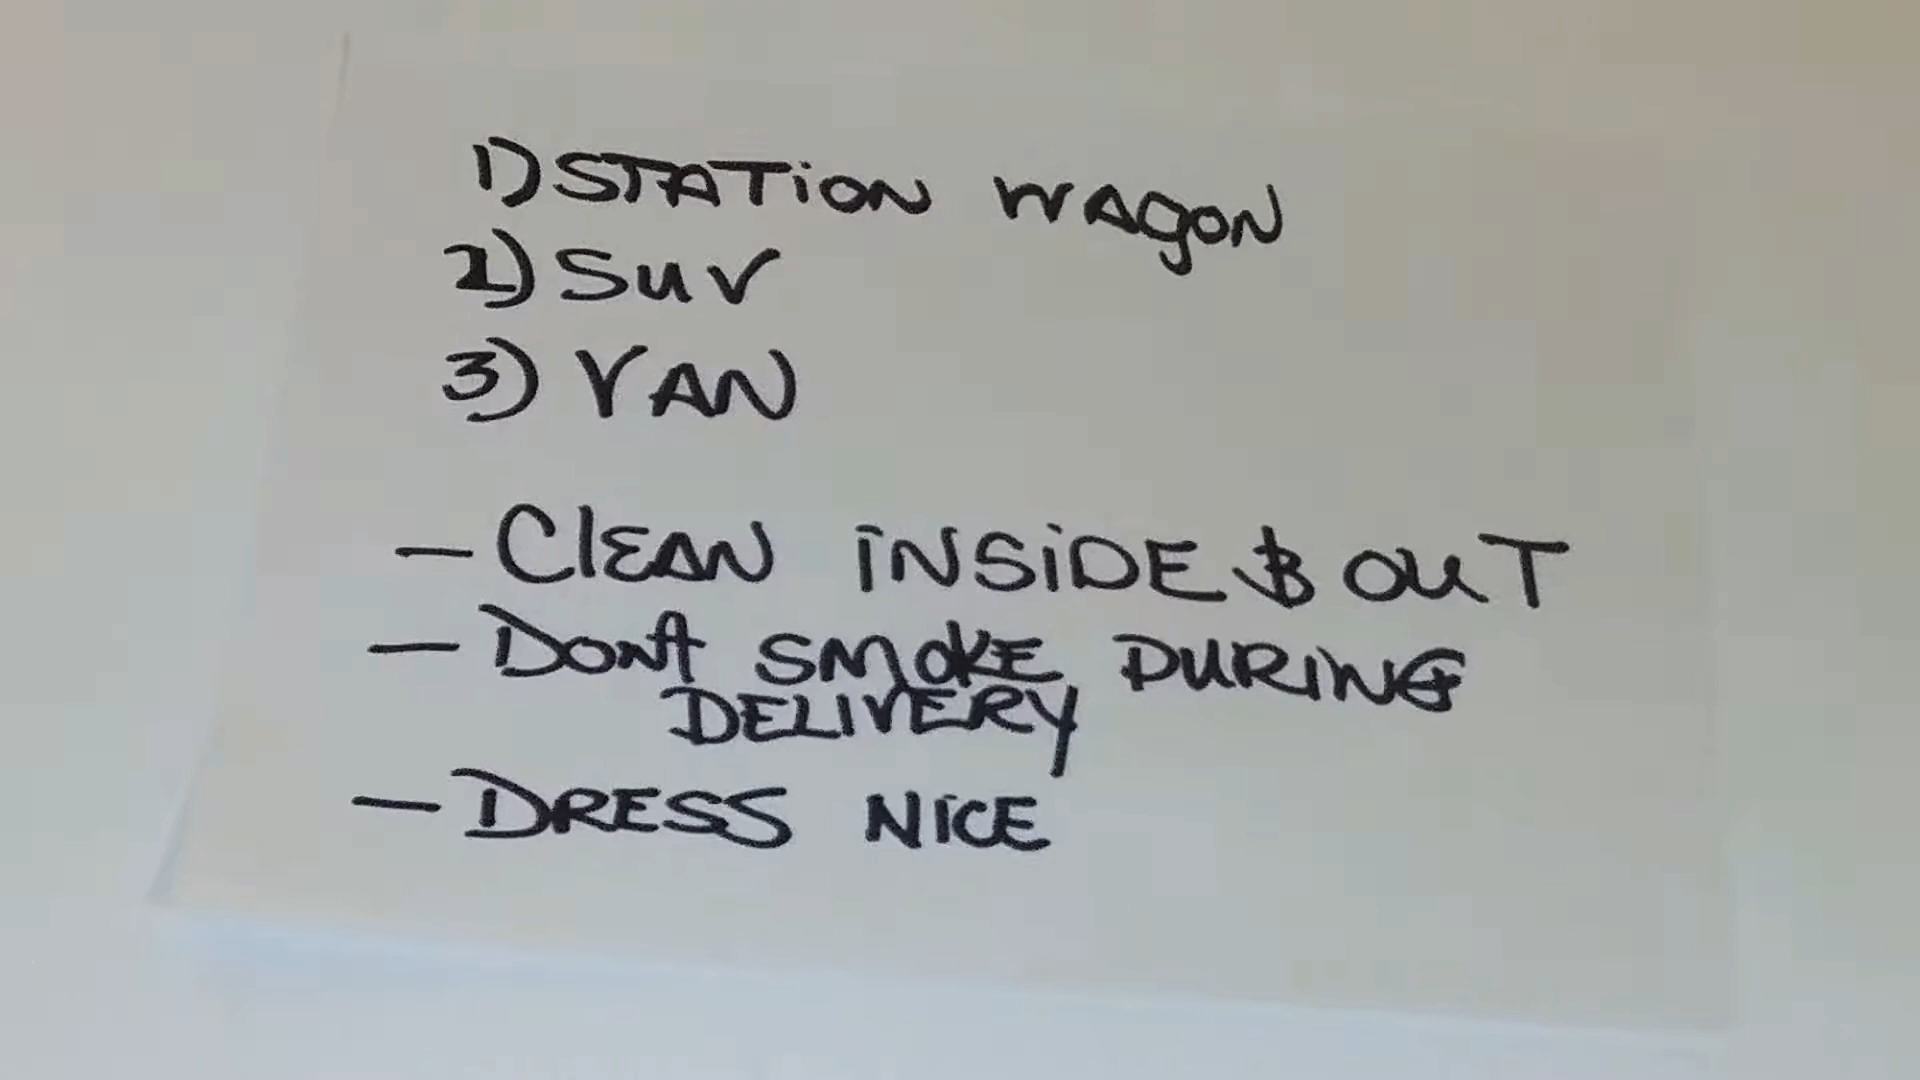 1) STATION WAGON
2) SUV
3) VAN
- CLEAN INSIDE & OUT
- DON'T SMOKE DURING
DELIVERY
- DRESS NICE